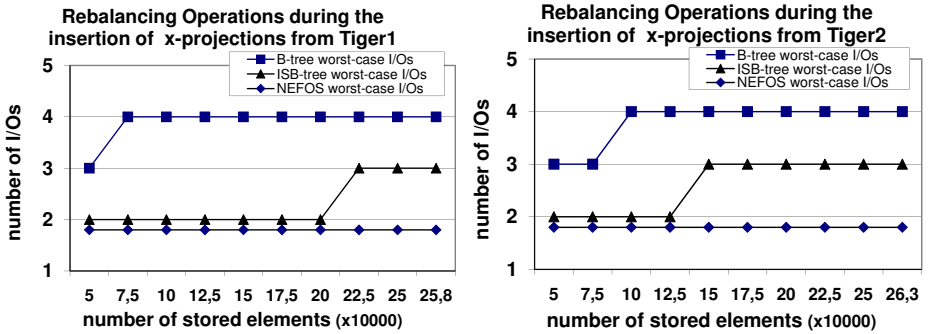 Rebalancing Operations during the
insertion of x-projections from Tiger1
B-tree worst-case I/Os
ISB-tree worst-case I/Os
NEFOS worst-case I/Os
number of I/Os
5
4
3
2
1
5 7,5 10 12,5 15 17,5 20 22,5 25 25,8
number of stored elements (x10000)
Rebalancing Operations during the
insertion of x-projections from Tiger2
B-tree worst-case I/Os
ISB-tree worst-case I/Os
NEFOS worst-case I/Os
number of I/Os
5
4
3
2
1
5 7,5 10 12,5 15 17,5 20 22,5 25 26,3
number of stored elements (x10000)